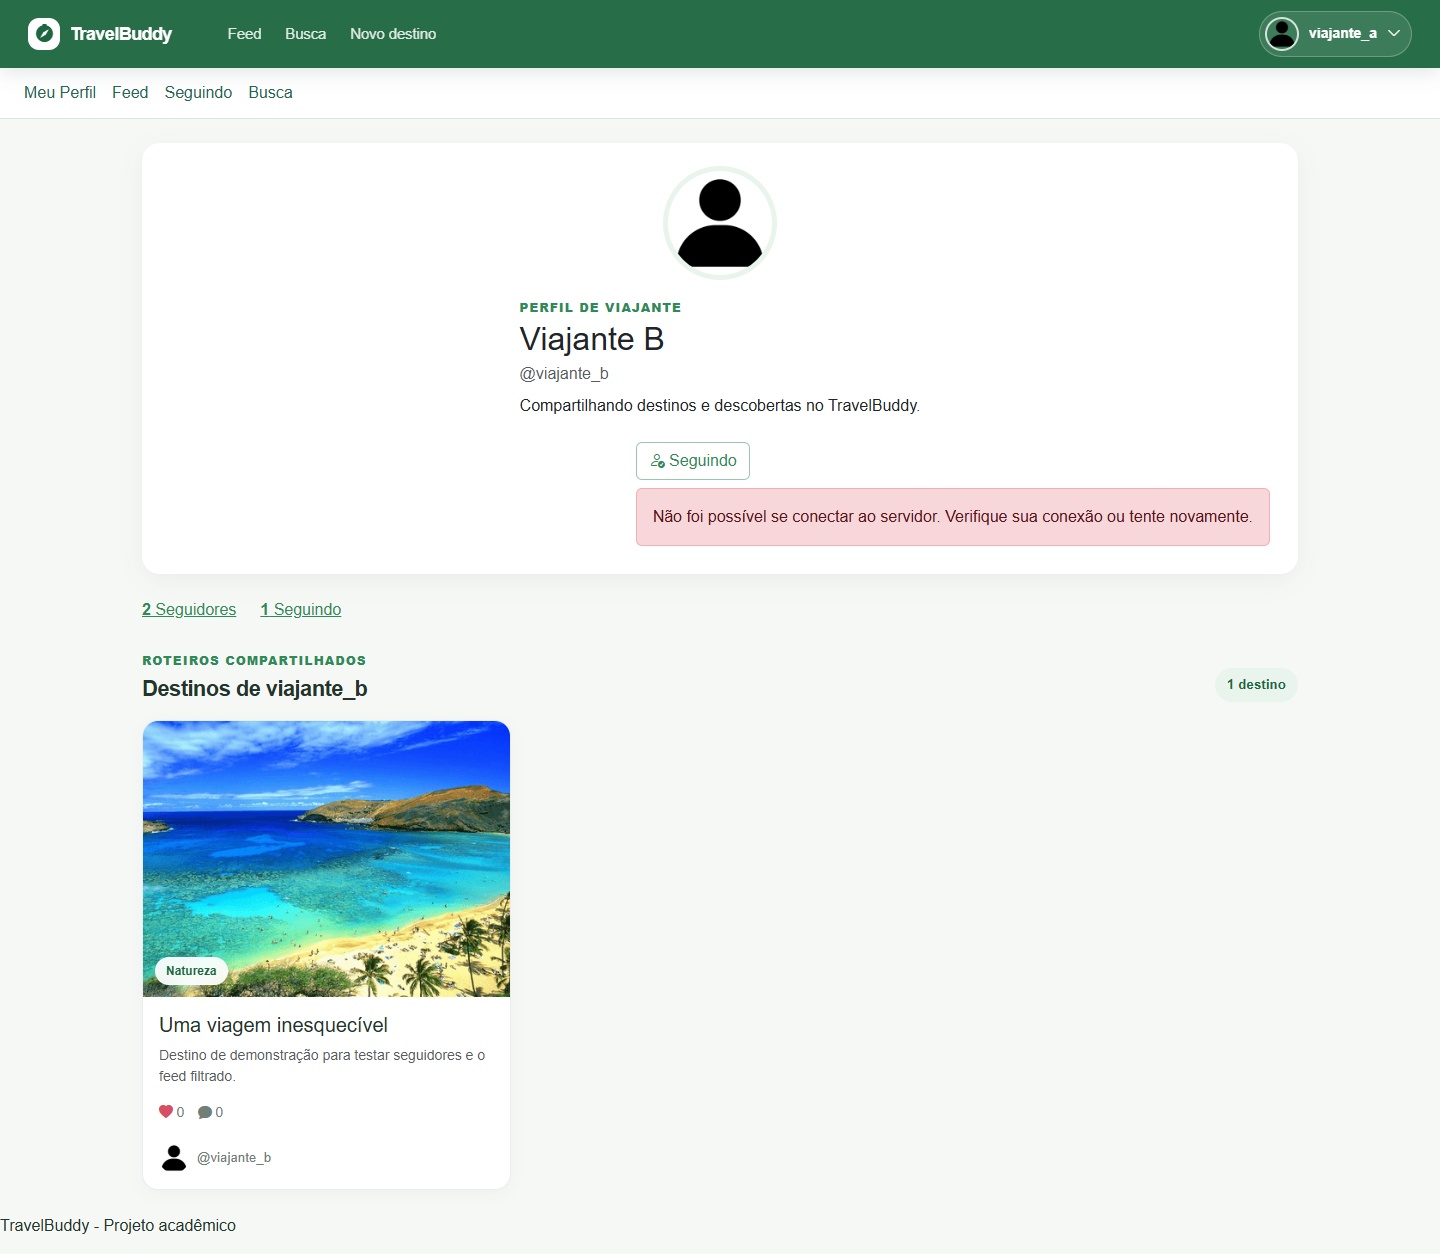 TravelBuddy
Feed
Busca
Novo destino
viajante_a
Meu Perfil
Feed
Seguindo
Busca
PERFIL DE VIAJANTE
Viajante B
@viajante_b
Compartilhando destinos e descobertas no TravelBuddy.
Seguindo
Não foi possível se conectar ao servidor. Verifique sua conexão ou tente novamente.
2 Seguidores
1 Seguindo
ROTEIROS COMPARTILHADOS
Destinos de viajante_b
1 destino
Natureza
Uma viagem inesquecível
Destino de demonstração para testar seguidores e o
feed filtrado.
0
0
@viajante_b
TravelBuddy - Projeto acadêmico